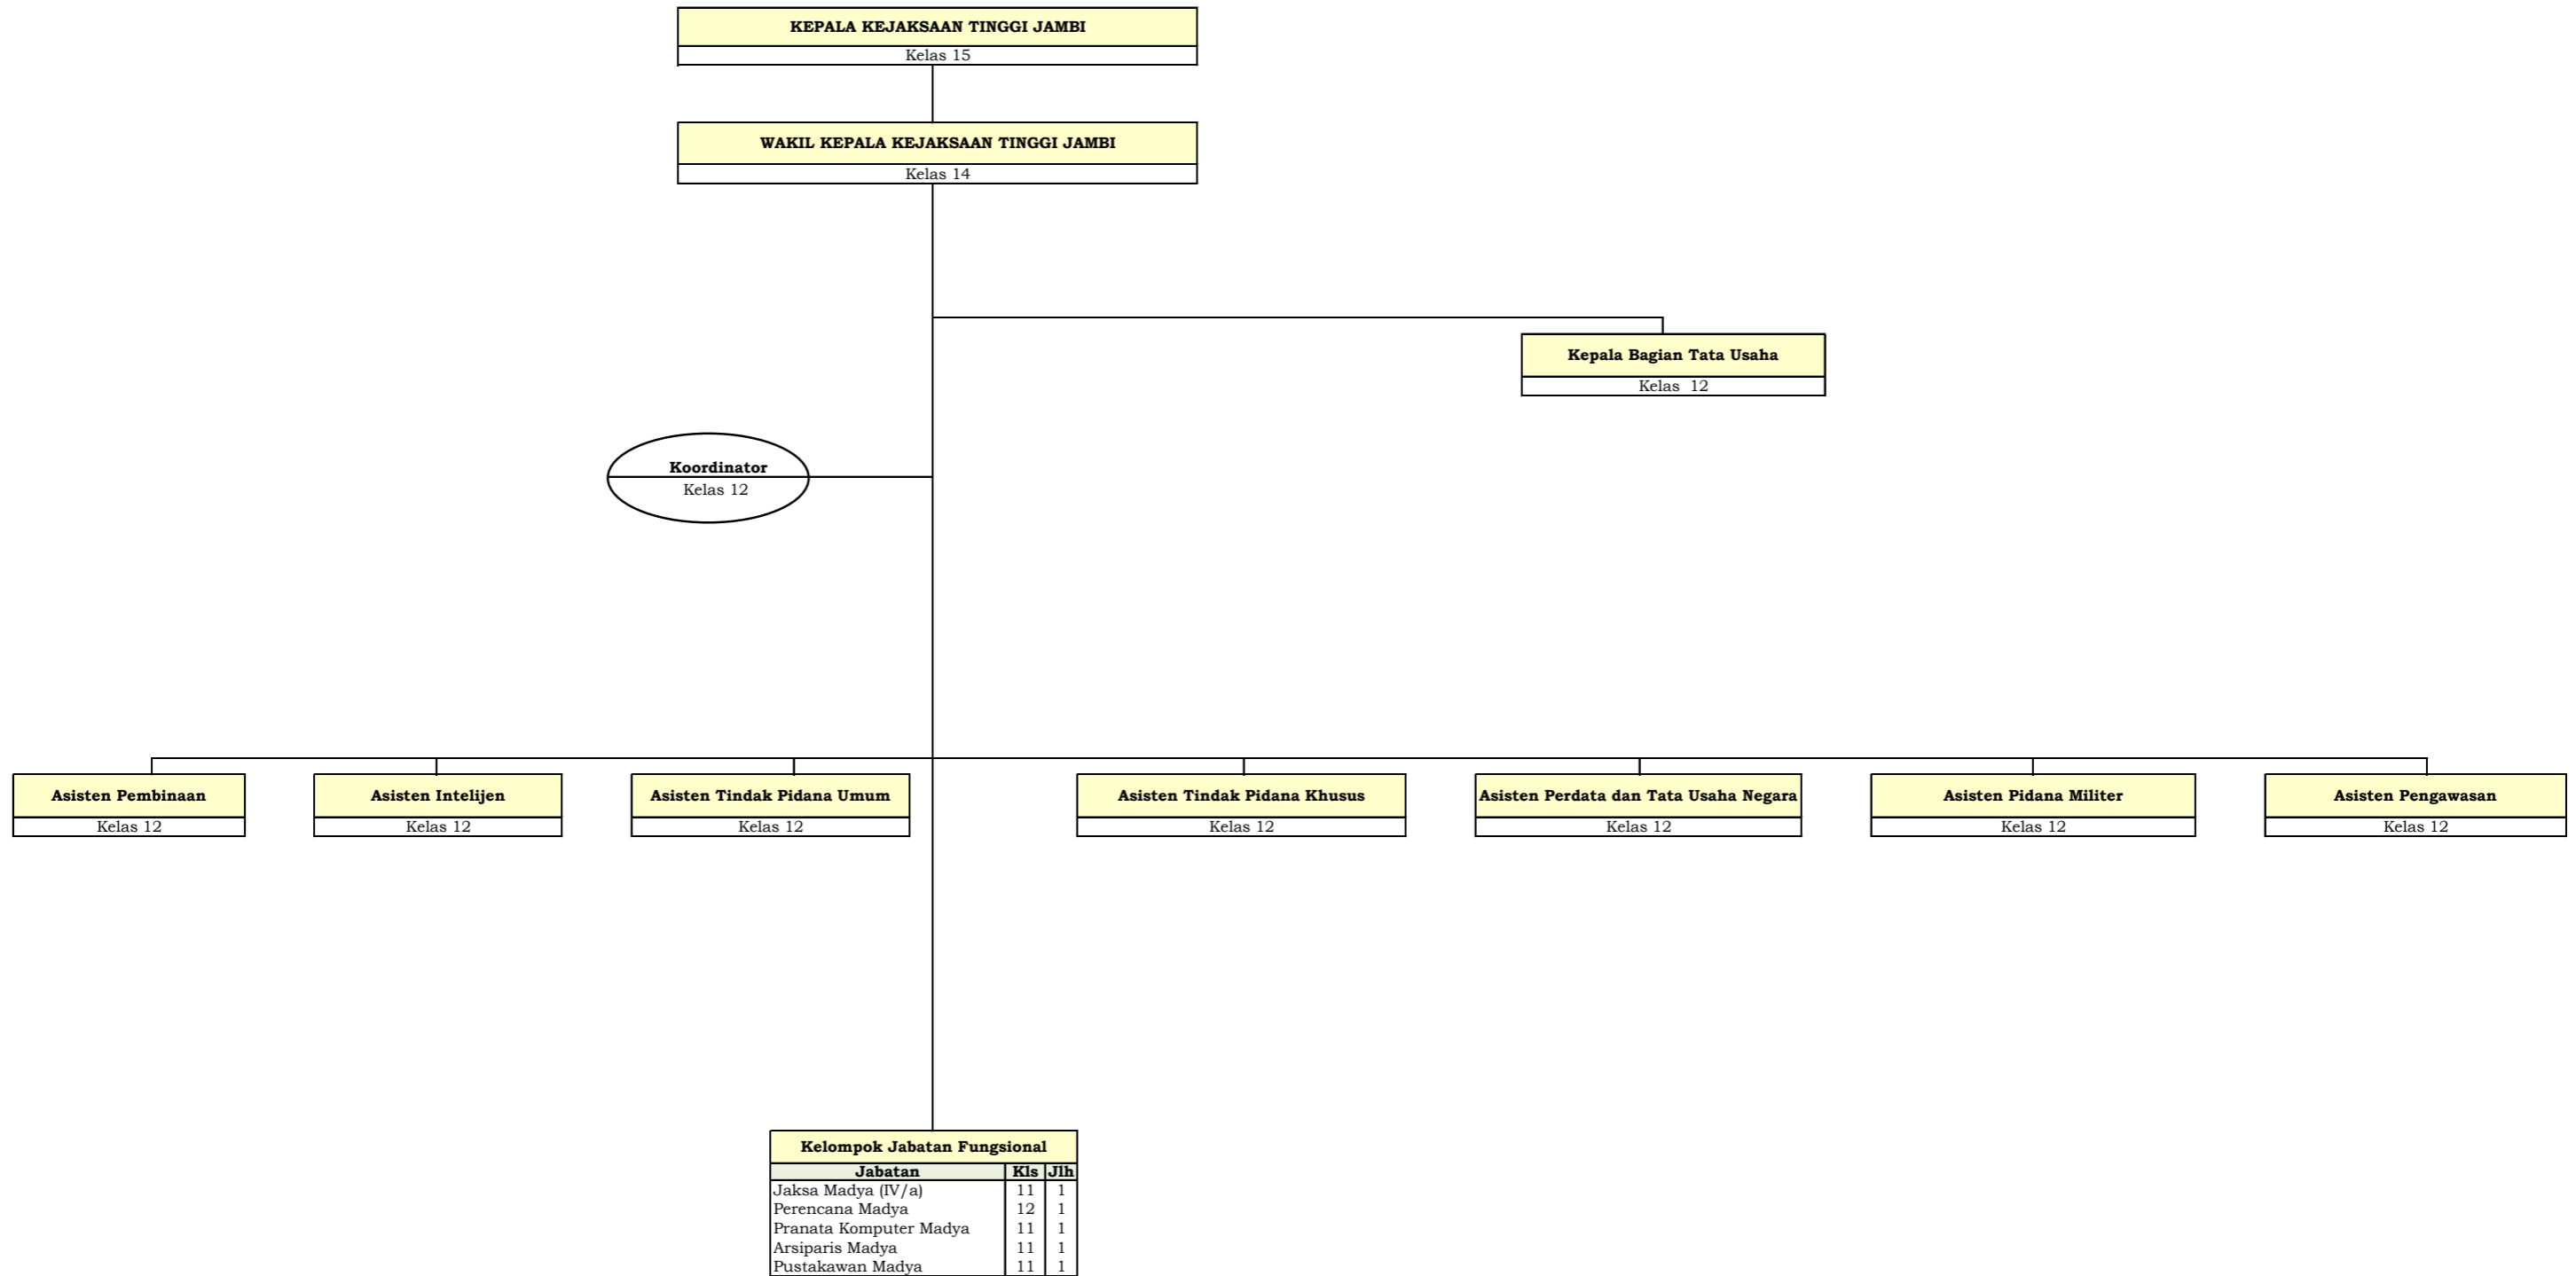 KEPALA KEJAKSAAN TINGGI JAMBI
Kelas 15
WAKIL KEPALA KEJAKSAAN TINGGI JAMBI
Kelas 14
Kepala Bagian Tata Usaha
Kelas  12
Koordinator
Kelas 12
Asisten Pembinaan
Kelas 12
Asisten Intelijen
Kelas 12
Asisten Tindak Pidana Umum
Kelas 12
Asisten Tindak Pidana Khusus
Kelas 12
Asisten Perdata dan Tata Usaha Negara
Kelas 12
Asisten Pidana Militer
Kelas 12
Asisten Pengawasan
Kelas 12
Kelompok Jabatan Fungsional
Jabatan Kls Jlh
Jaksa Madya (IV/a) 11 1
Perencana Madya 12 1
Pranata Komputer Madya 11 1
Arsiparis Madya 11 1
Pustakawan Madya 11 1